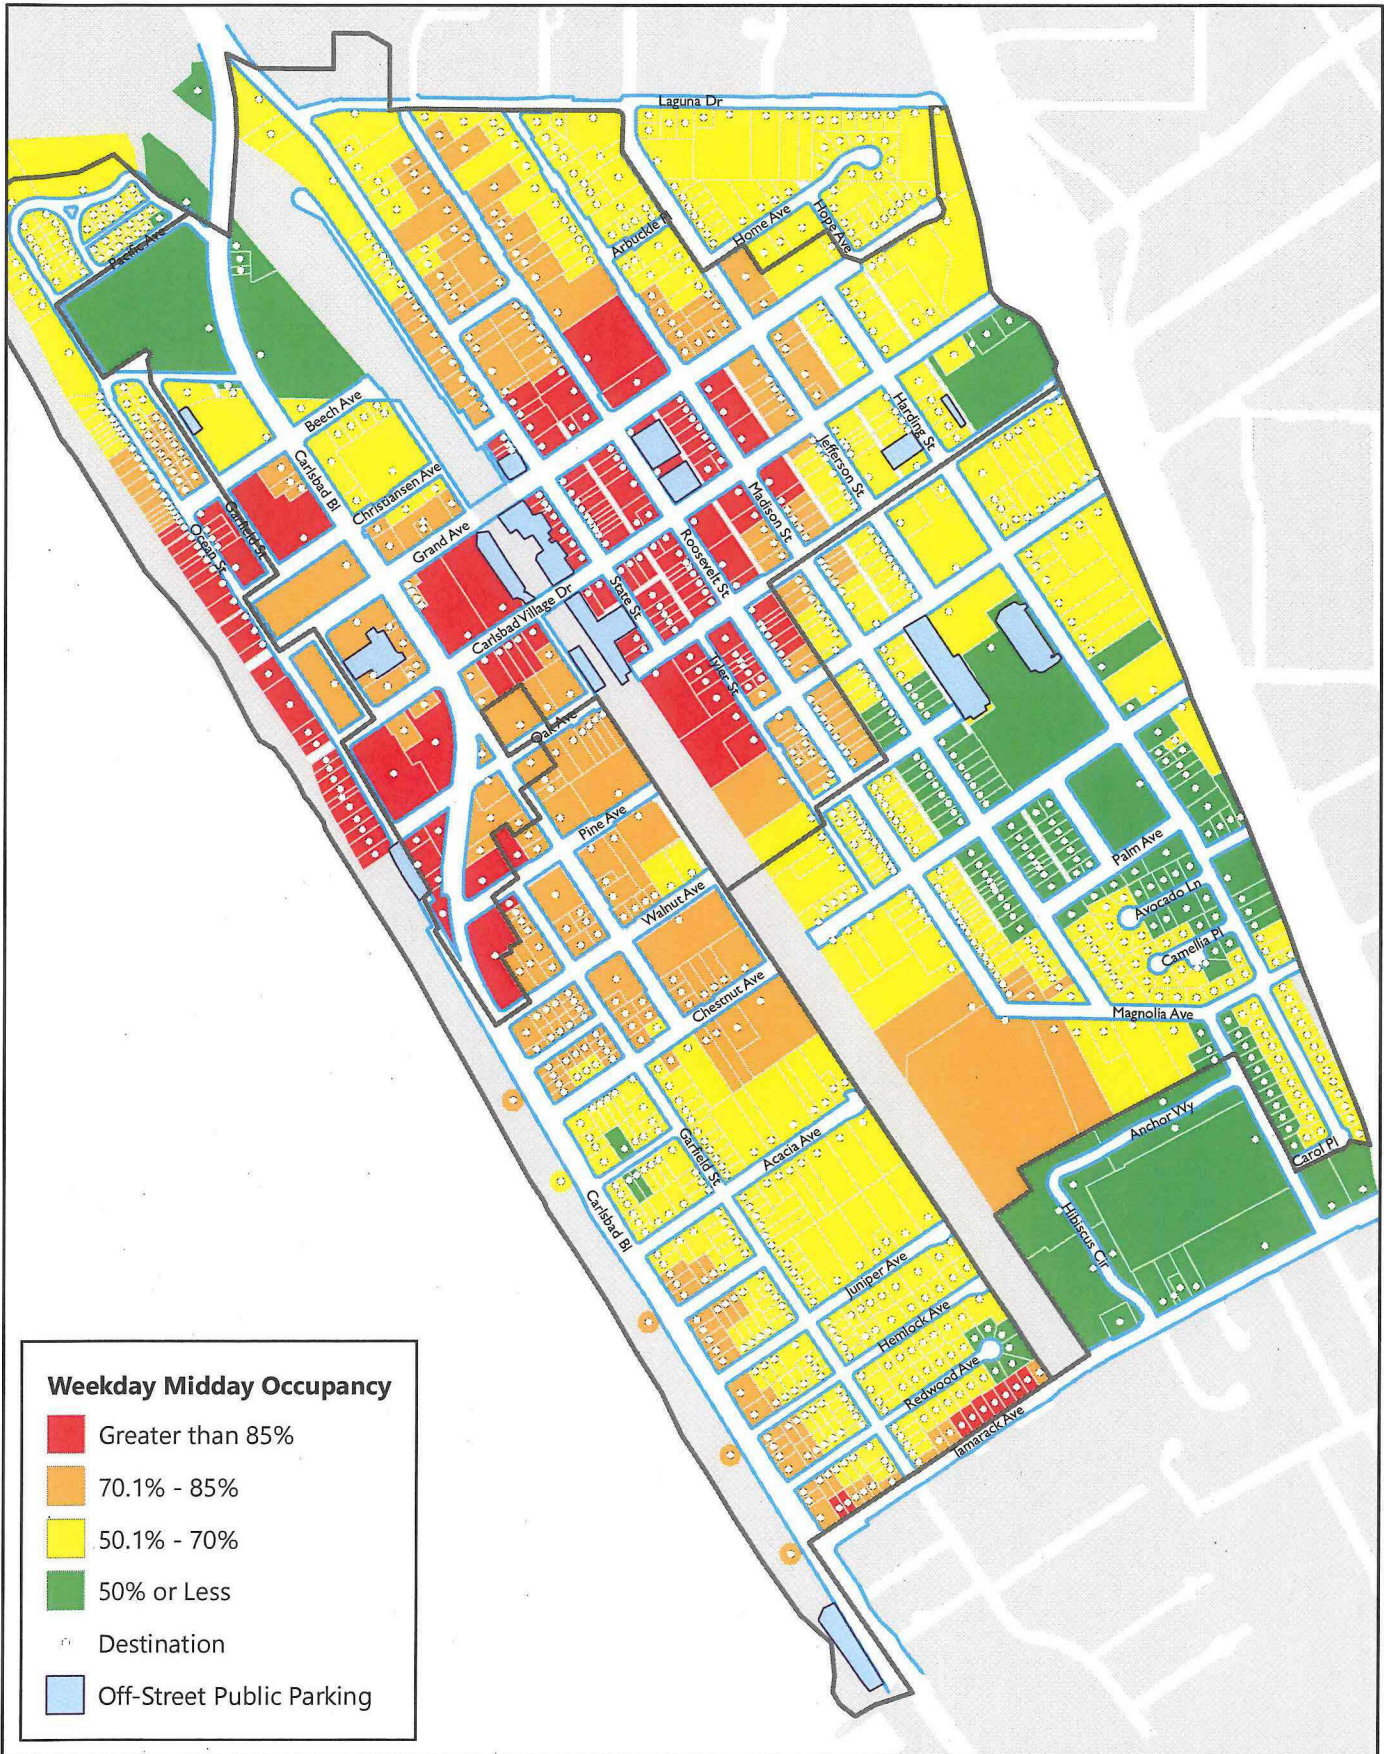 Laguna Dr
Home Ave
Hope Ave
Pacific Ave
Beech Ave
Harding St
Carlsbad Bl
Christiansen Ave
Jefferson St
Madison St
Garfield St
Ocean St
Grand Ave
Roosevelt St
State St
Carlsbad Village Dr
Tyler St
Oak Ave
Pine Ave
Palm Ave
Walnut Ave
Avocado Ln
Camellia Pl
Chestnut Ave
Magnolia Ave
Anchor Wy
Garfield St
Acacia Ave
Carol Pl
Carlsbad Bl
Hibiscus Cir
Juniper Ave
Hemlock Ave
Redwood Ave
Tamarack Ave
Weekday Midday Occupancy
Greater than 85%
70.1% - 85%
50.1% - 70%
50% or Less
Destination
Off-Street Public Parking